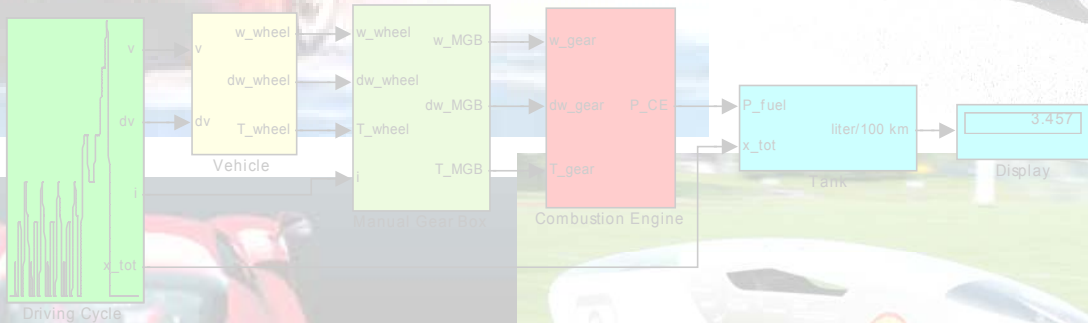 v
dv
i
x_tot
Driving Cycle
v
dv
w_wheel
dw_wheel
T_wheel
Vehicle
w_wheel
dw_wheel
T_wheel
i
w_MGB
dw_MGB
T_MGB
Manual Gear Box
w_gear
dw_gear
T_gear
P_CE
Combustion Engine
P_fuel
x_tot
liter/100 km
Tank
3.457
Display